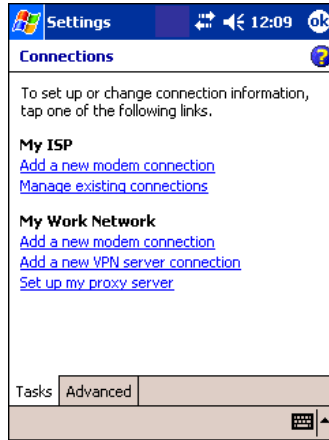 Settings 12:09 ok
Connections ?
To set up or change connection information,
tap one of the following links.
My ISP
Add a new modem connection
Manage existing connections
My Work Network
Add a new modem connection
Add a new VPN server connection
Set up my proxy server
Tasks Advanced